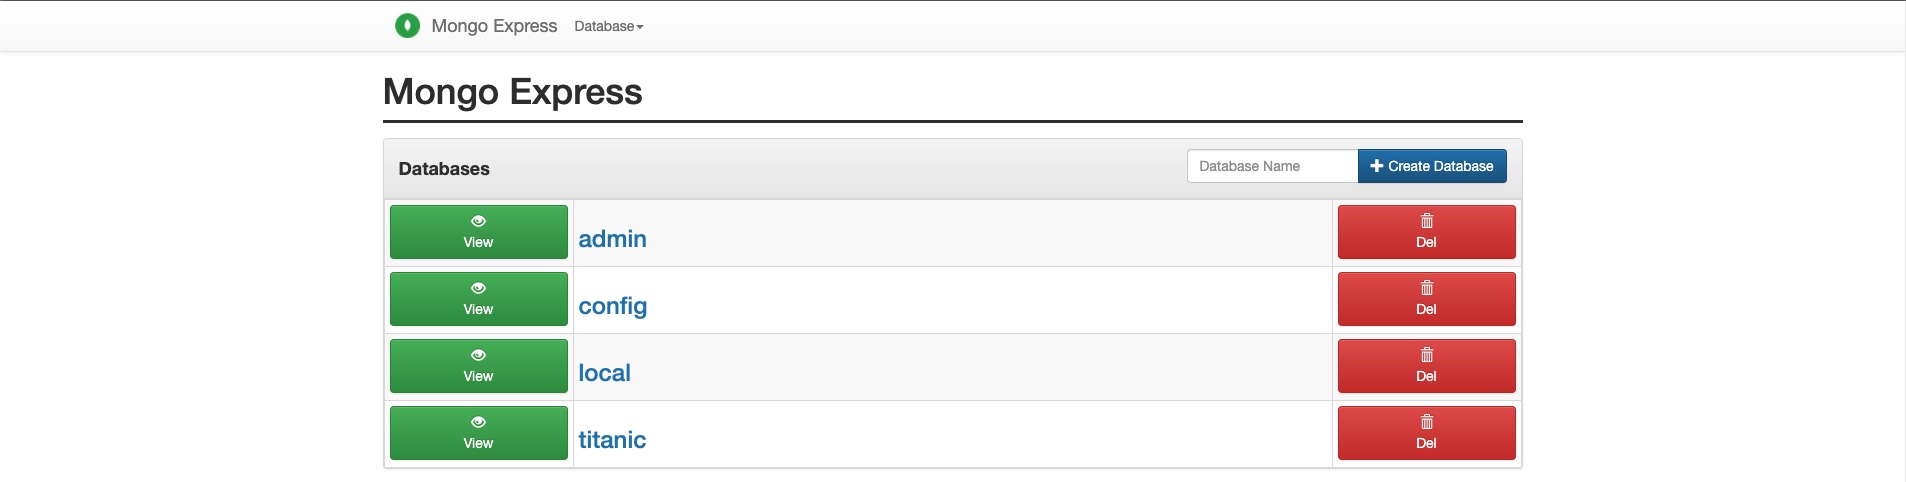 Mongo Express Database
Mongo Express
Databases Database Name Create Database
View admin Del
View config Del
View local Del
View titanic Del